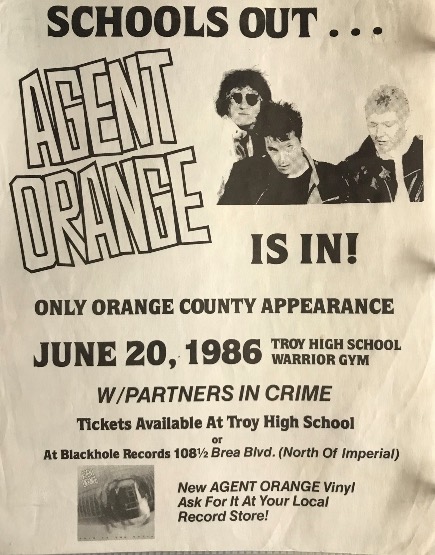 SCHOOLS OUT . . .
AGENT
ORANGE
IS IN!
ONLY ORANGE COUNTY APPEARANCE
JUNE 20, 1986 TROY HIGH SCHOOL
WARRIOR GYM
W/PARTNERS IN CRIME
Tickets Available At Troy High School
or
At Blackhole Records 108½ Brea Blvd. (North Of Imperial)
New AGENT ORANGE Vinyl
Ask For It At Your Local
Record Store!